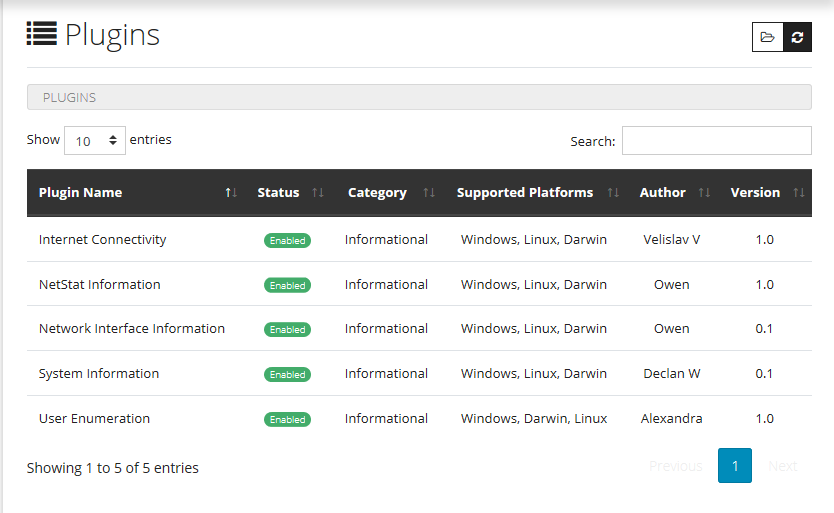 Plugins
PLUGINS
Show 10 entries Search:
Plugin Name Status Category Supported Platforms Author Version
Internet Connectivity Enabled Informational Windows, Linux, Darwin Velislav V 1.0
NetStat Information Enabled Informational Windows, Linux, Darwin Owen 1.0
Network Interface Information Enabled Informational Windows, Linux, Darwin Owen 0.1
System Information Enabled Informational Windows, Linux, Darwin Declan W 0.1
User Enumeration Enabled Informational Windows, Darwin, Linux Alexandra 1.0
Showing 1 to 5 of 5 entries Previous 1 Next